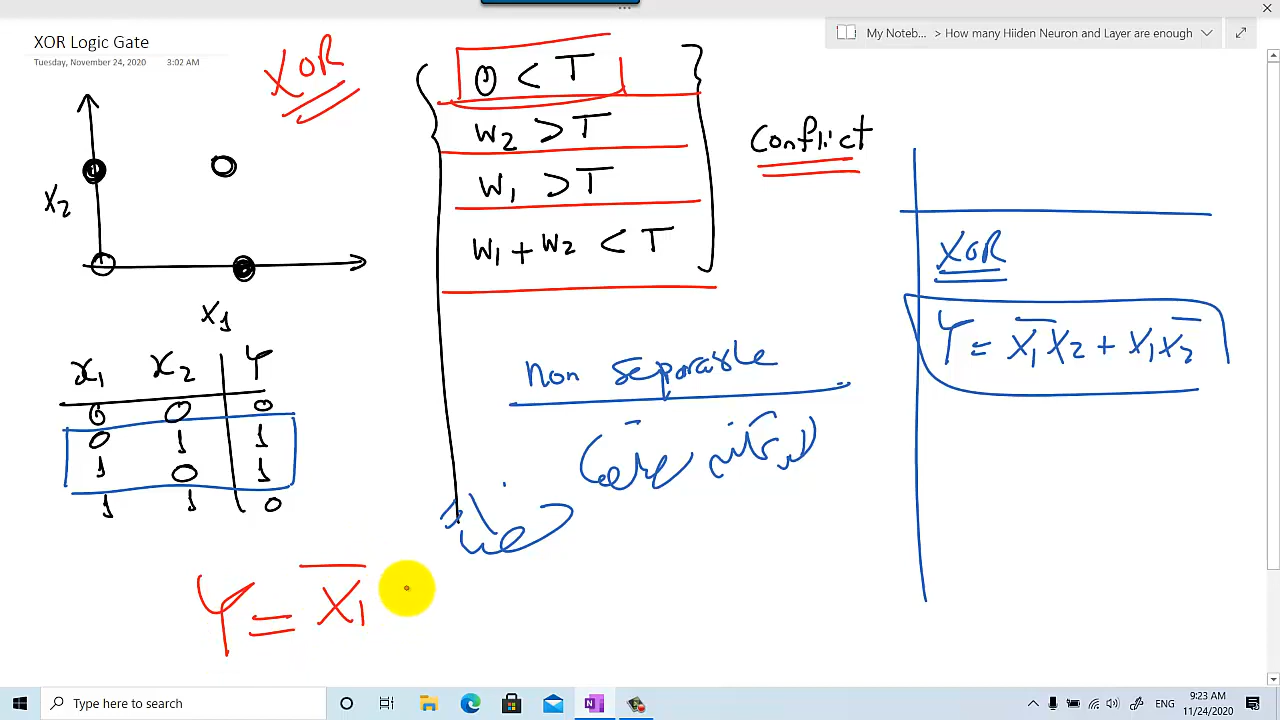 XOR Logic Gate
Tuesday, November 24, 2020 3:02 AM
My Noteb... > How many Hiiden Neuron and Layer are enough
XOR
0 < T
W2 > T
W1 > T
W1 + W2 < T
Conflict
X2
X1
x1 x2 Y
0 0 0
0 1 1
1 0 1
1 1 0
non separable
XOR
Y = X̅1 X2 + X1 X̅2
Y = X̅1
Type here to search
ENG
9:23 AM
11/24/2020